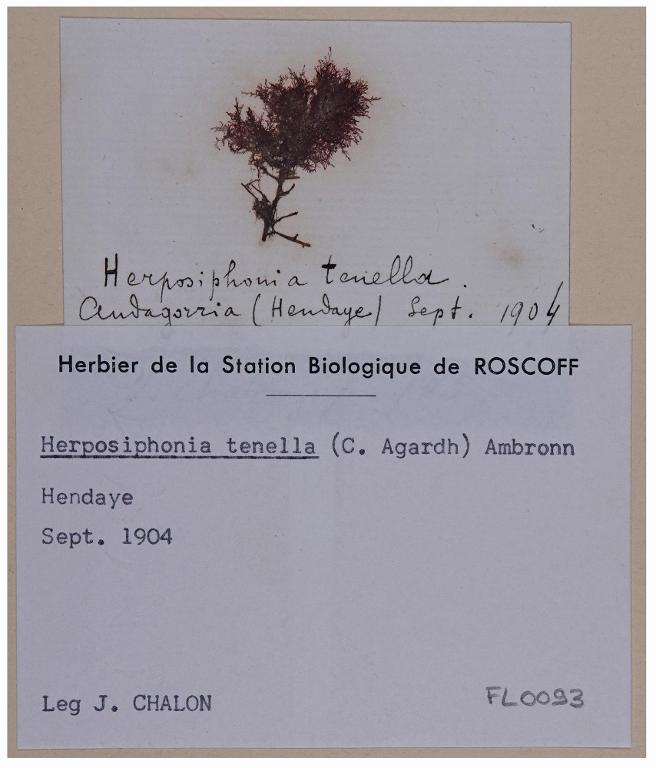 Herposiphonia tenella.
Andagorria (Hendaye) Sept. 1904
Herbier de la Station Biologique de ROSCOFF
Herposiphonia tenella (C. Agardh) Ambronn
Hendaye
Sept. 1904
Leg J. CHALON
FL0093